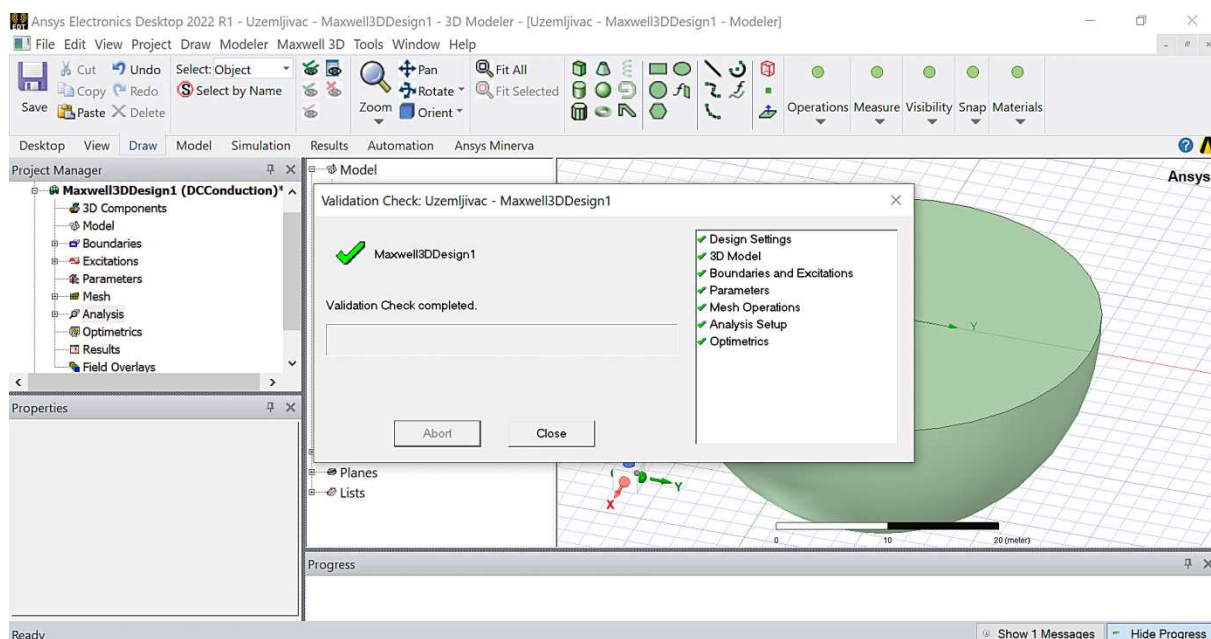 Ansys Electronics Desktop 2022 R1 - Uzemljivac - Maxwell3DDesign1 - 3D Modeler - [Uzemljivac - Maxwell3DDesign1 - Modeler]
File Edit View Project Draw Modeler Maxwell 3D Tools Window Help
Save
Cut Undo
Copy Redo
Paste Delete
Select: Object
Select by Name
Zoom
Pan
Rotate
Orient
Fit All
Fit Selected
Operations Measure Visibility Snap Materials
Desktop View Draw Model Simulation Results Automation Ansys Minerva
Project Manager
Maxwell3DDesign1 (DCConduction)*
3D Components
Model
Boundaries
Excitations
Parameters
Mesh
Analysis
Optimetrics
Results
Field Overlays
Properties
Model
Planes
Lists
Validation Check: Uzemljivac - Maxwell3DDesign1
Maxwell3DDesign1
Validation Check completed.
Abort
Close
Design Settings
3D Model
Boundaries and Excitations
Parameters
Mesh Operations
Analysis Setup
Optimetrics
Ansys
Y
Y
X
0 10 20 (meter)
Progress
Ready
Show 1 Messages
Hide Progress